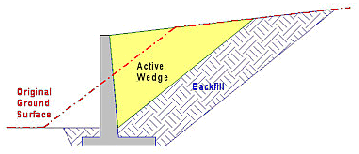 Active
Wedge
Backfill
Original
Ground
Surface